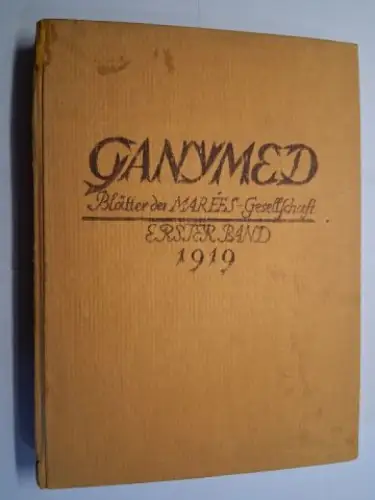 GANYMED
Blätter der MARÉES-Gesellschaft
ERSTER BAND
1919